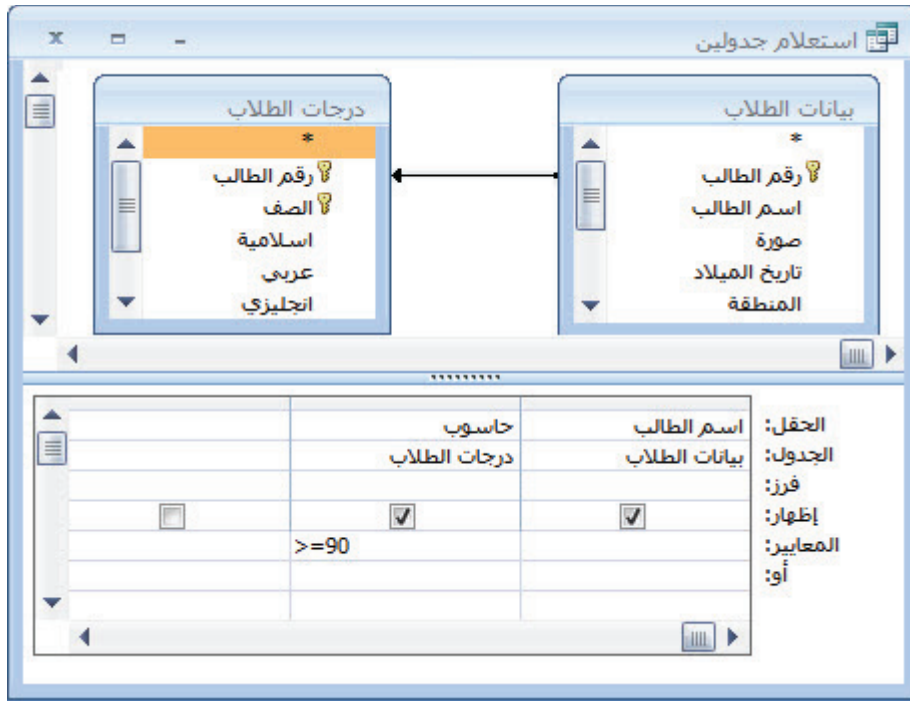 استعلام جدولين
بيانات الطلاب
*
رقم الطالب
اسم الطالب
صورة
تاريخ الميلاد
المنطقة
درجات الطلاب
*
رقم الطالب
الصف
اسلامية
عربي
انجليزي
الحقل: اسم الطالب حاسوب
الجدول: بيانات الطلاب درجات الطلاب
فرز:
إظهار:
المعايير: >=90
أو: